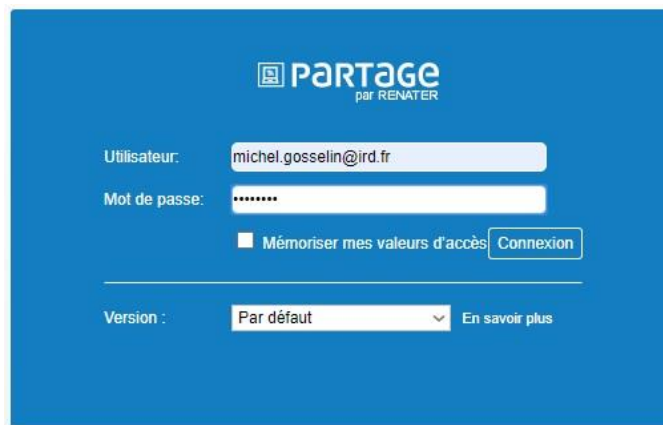 PaRTaGe
par RENATER
Utilisateur: michel.gosselin@ird.fr
Mot de passe: ••••••••
Mémoriser mes valeurs d'accès Connexion
Version : Par défaut En savoir plus